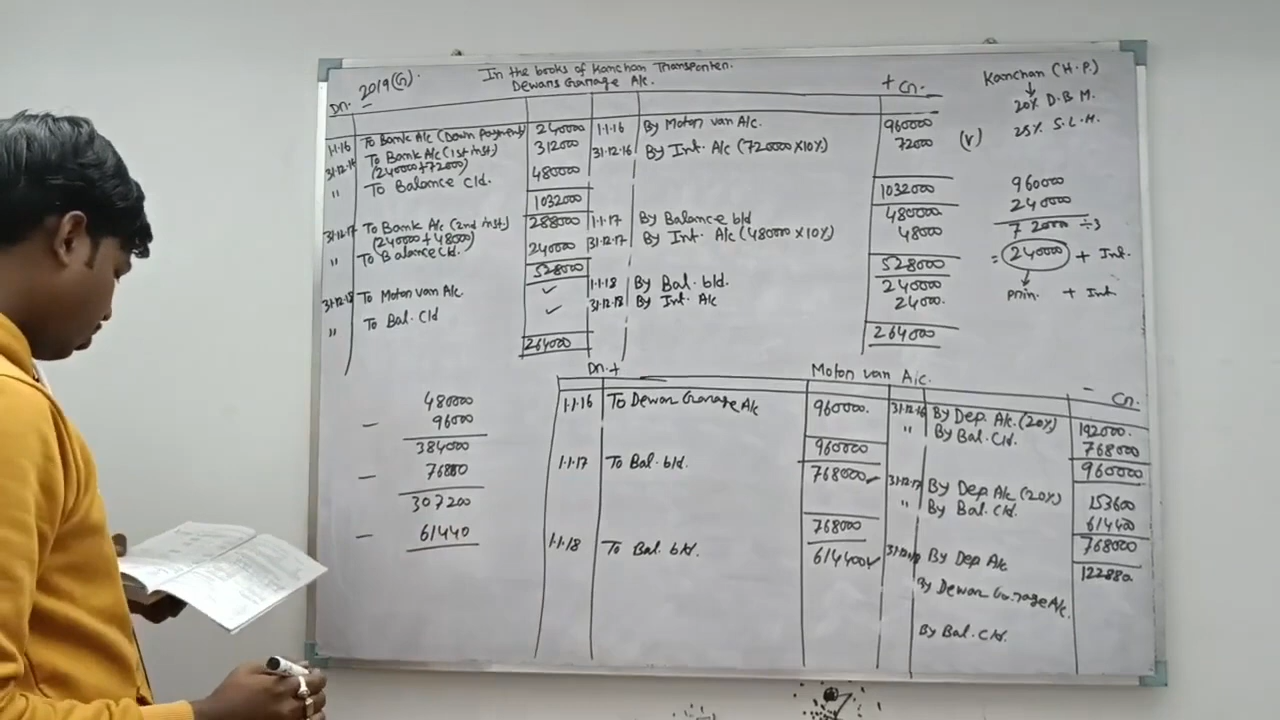 2019(G).
In the books of Kanchan Transporter.
Dewans Garage A/c.
Dr. + Cr.
1.1.16 To Bank A/c (Down Payment) 240000 1.1.16 By Motor van A/c. 960000
31.12.16 To Bank A/c (1st inst) 312000 31.12.16 By Int. A/c (720000 X10%) 72000
(240000+72000)
" To Balance c/d. 480000
1032000 1032000
31.12.17 To Bank A/c (2nd inst) 288000 1.1.17 By Balance b/d 480000
(240000+48000) 31.12.17 By Int. A/c (480000 X10%) 48000
" To Balance c/d. 240000
528000 528000
31.12.18 To Motor van A/c. ✓ 1.1.18 By Bal. b/d. 240000
" To Bal. c/d ✓ 31.12.18 By Int. A/c 24000.
264000 264000
Kanchan (H.P.)
↓
20% D.B.M.
(V) 25% S.L.M.
960000
240000
72000 ÷3
= 240000 + Int.
↓
Prin. + Int
480000
- 96000
384000
- 76800
307200
- 61440
Dr. + Motor van A/c. - Cr.
1.1.16 To Dewan Garage A/c 960000. 31.12.16 By Dep. A/c. (20%) 192000.
" By Bal. c/d. 768000
960000 960000
1.1.17 To Bal. b/d. 768000 ✓ 31.12.17 By Dep A/c (20%) 153600
" By Bal. c/d. 61440
768000 768000
1.1.18 To Bal. b/d. 614400 ✓ By Dep A/c 122880
By Dewan Garage A/c.
By Bal. c/d.